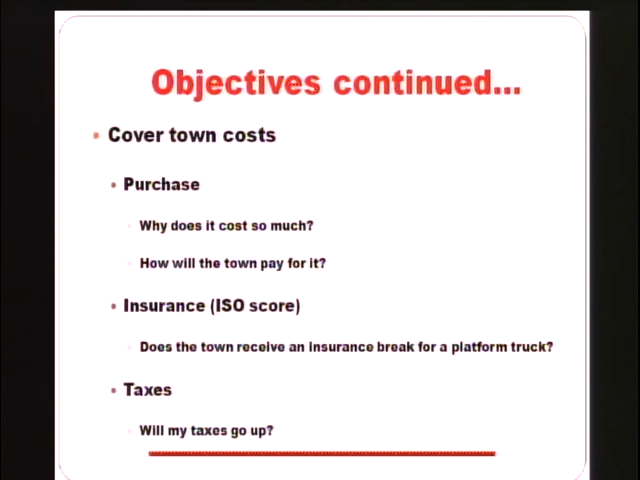 Objectives continued...
Cover town costs
Purchase
Why does it cost so much?
How will the town pay for it?
Insurance (ISO score)
Does the town receive an insurance break for a platform truck?
Taxes
Will my taxes go up?